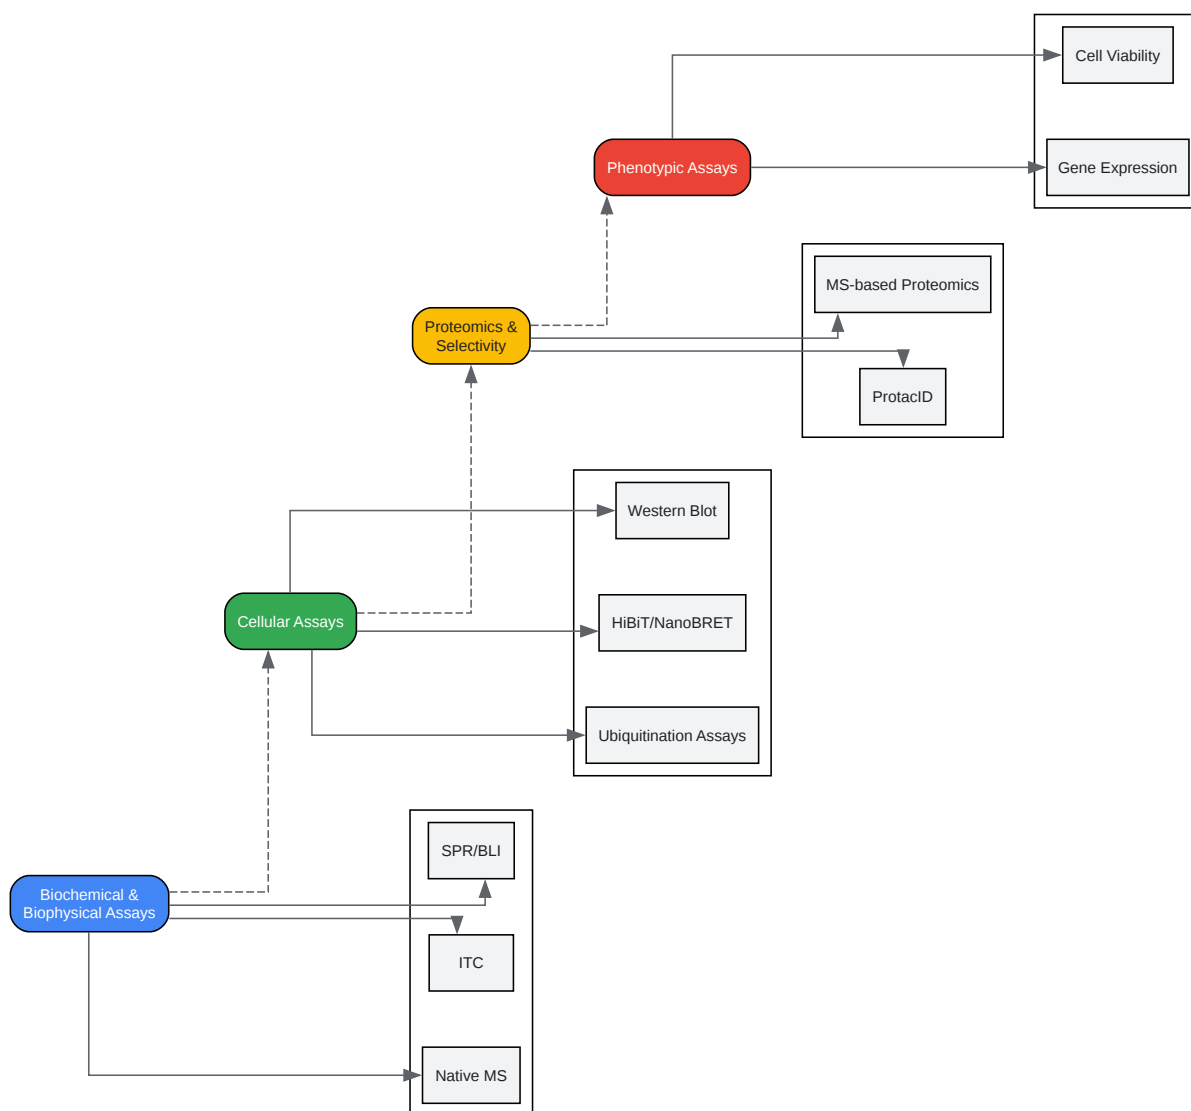 Cell Viability
Phenotypic Assays
Gene Expression
MS-based Proteomics
Proteomics &
Selectivity
ProtacID
Western Blot
Cellular Assays
HiBiT/NanoBRET
Ubiquitination Assays
SPR/BLI
Biochemical &
Biophysical Assays
ITC
Native MS